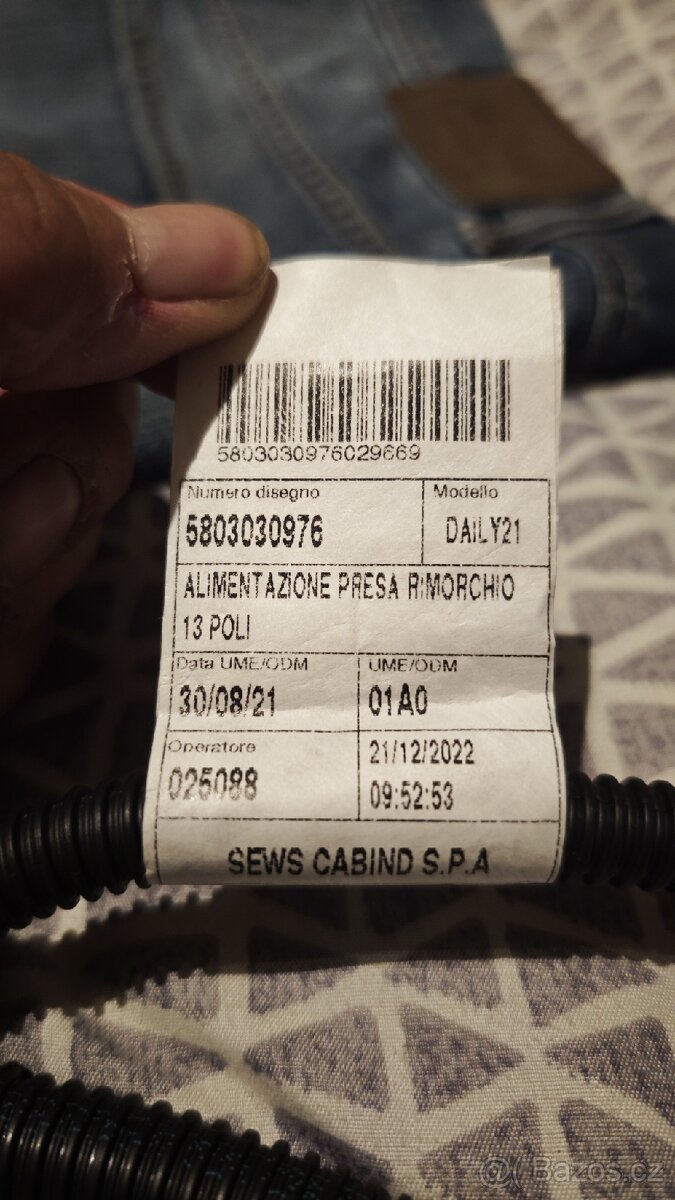 5803030976029669
Numero disegno
Modello
5803030976
DAILY21
ALIMENTAZIONE PRESA RIMORCHIO
13 POLI
Data UME/ODM
UME/ODM
30/08/21
01A0
Operatore
21/12/2022
025088
09:52:53
SEWS CABIND S.P.A
Bazos.cz